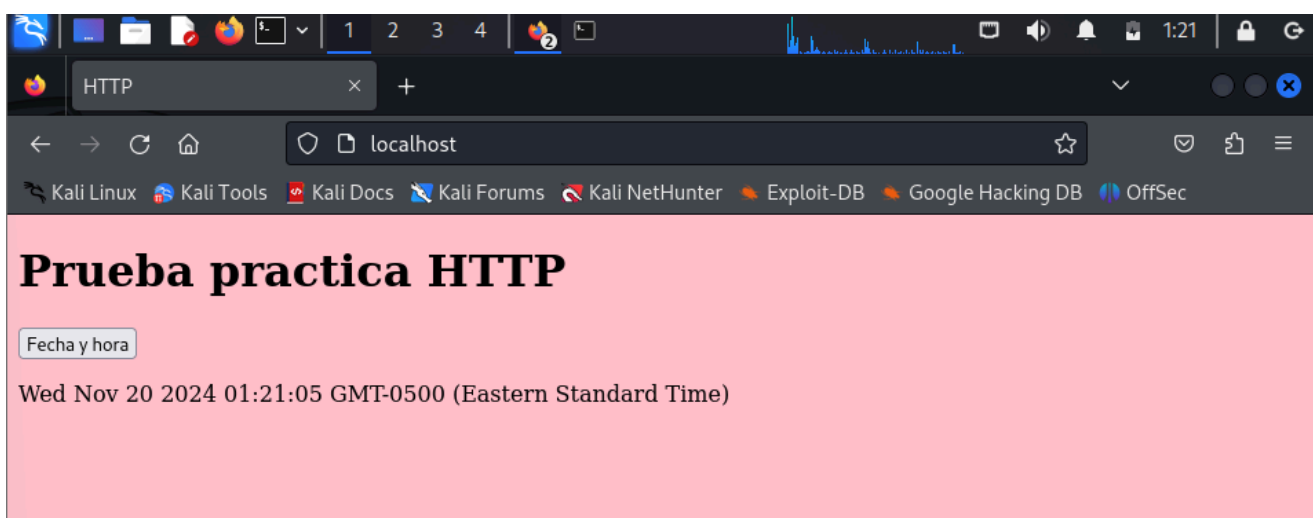 1 2 3 4 2 1:21
HTTP
localhost
Kali Linux Kali Tools Kali Docs Kali Forums Kali NetHunter Exploit-DB Google Hacking DB OffSec
Prueba practica HTTP
Fecha y hora
Wed Nov 20 2024 01:21:05 GMT-0500 (Eastern Standard Time)